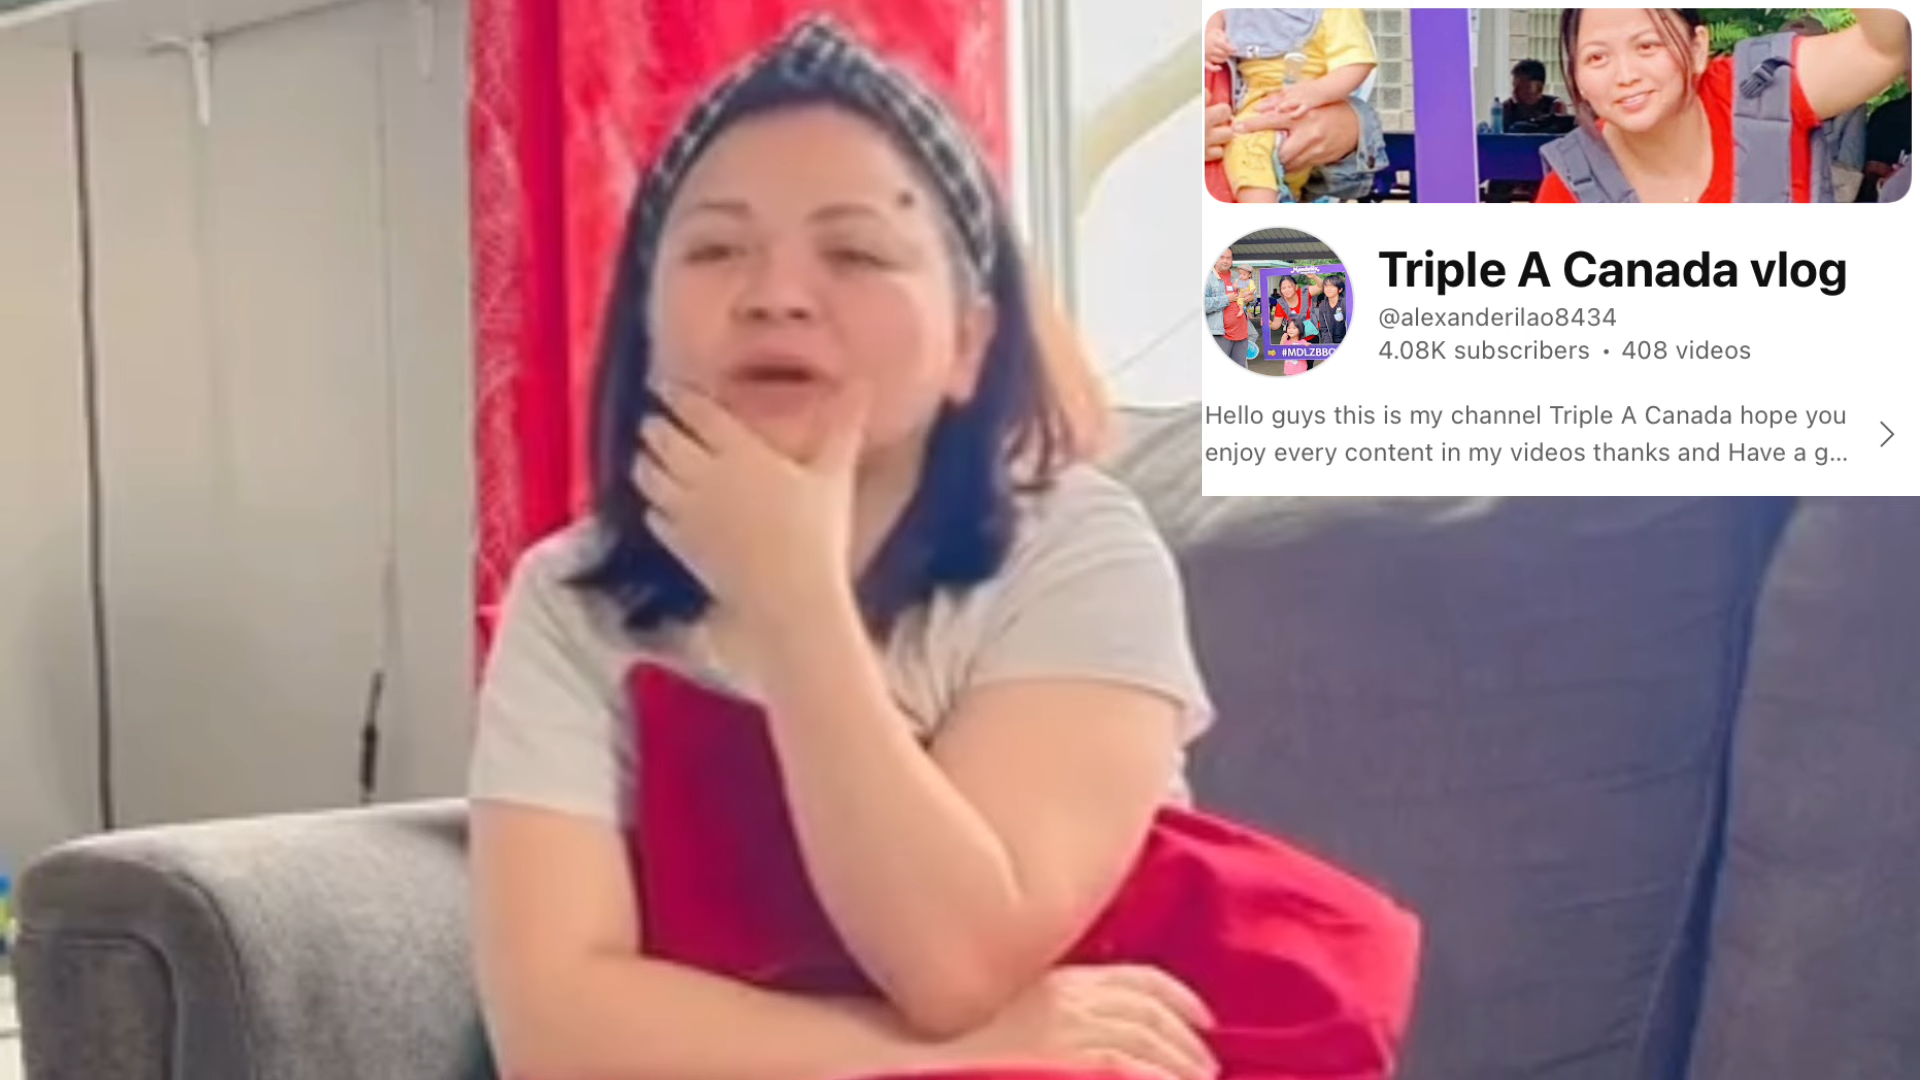 Triple A Canada vlog
@alexanderilao8434
4.08K subscribers • 408 videos
Hello guys this is my channel Triple A Canada hope you
enjoy every content in my videos thanks and Have a g...
#MDLZBBQ